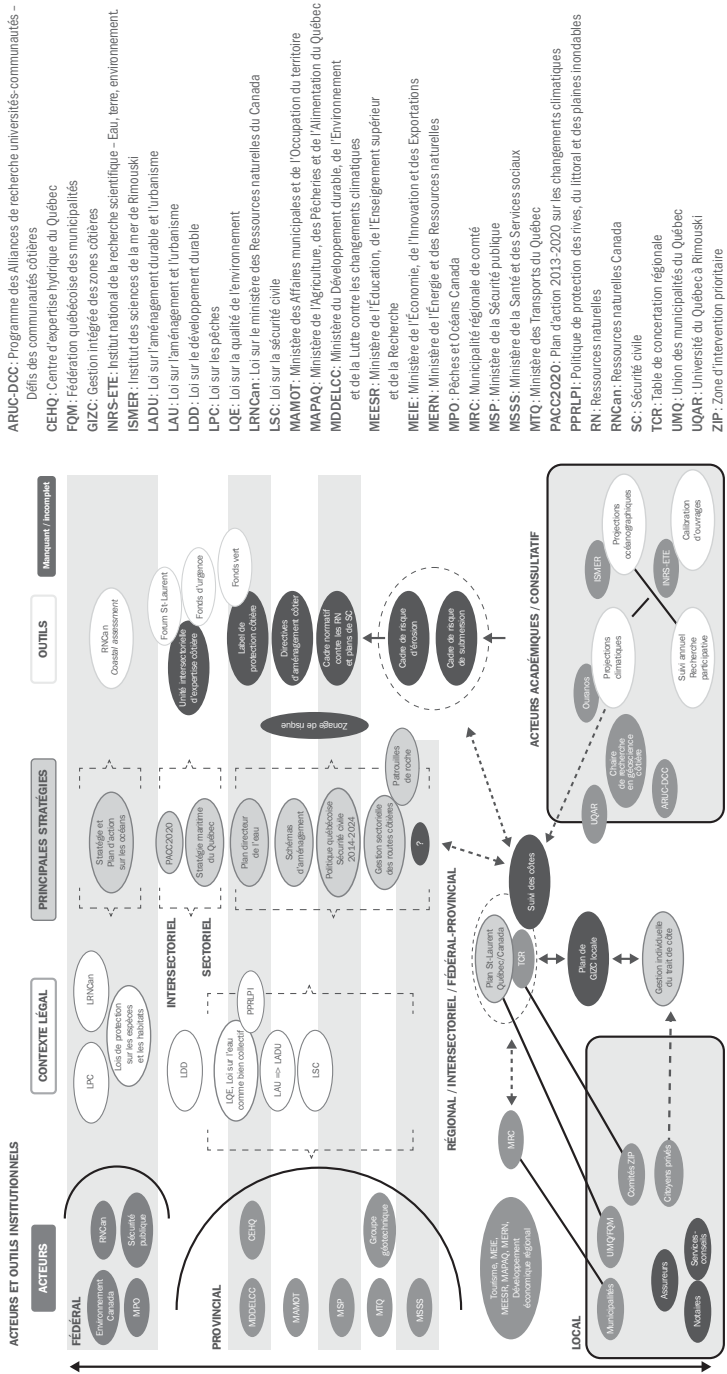 ACTEURS ET OUTILS INSTITUTIONNELS
ACTEURS
CONTEXTE LÉGAL
PRINCIPALES STRATÉGIES
OUTILS
Manquant / incomplet
FÉDÉRAL
Environnement
Canada
RNCan
MPO
Sécurité
publique
LPC
LRNCan
Lois de protection
sur les espèces
et les habitats
Stratégie et
Plan d'action
sur les océans
RNCan
Coastal assessment
INTERSECTORIEL
SECTORIEL
LDD
PACC2020
Stratégie maritime
du Québec
Forum St-Laurent
Unité intersectorielle
d'expertise côtière
Fonds d'urgence
Fonds vert
PROVINCIAL
MDDELCC
CEHQ
MAMOT
MSP
MTQ
Groupe
géotechnique
MSSS
LQE, Loi sur l'eau
comme bien collectif
PPRLPI
LAU => LADU
LSC
Plan directeur
de l'eau
Schémas
d'aménagement
Politique québécoise
Sécurité civile
2014-2024
Gestion sectorielle
des routes côtières
Patrouilles
de roche
?
Zonage de risque
Label de
protection côtière
Directives
d'aménagement côtier
Cadre normatif
contre les RN
et plans de SC
Cadre de risque
d'érosion
Cadre de risque
de submersion
RÉGIONAL / INTERSECTORIEL / FÉDÉRAL-PROVINCIAL
Tourisme, MEIE,
MEESR, MAPAQ, MERN,
Développement
économique régional
MRC
Plan St-Laurent
Québec/Canada
TCR
Suivi des côtes
Plan de
GIZC locale
Gestion individuelle
du trait de côte
LOCAL
Municipalités
UMQ/FQM
Comités ZIP
Citoyens privés
Assureurs
Notaires
Services-
conseils
ACTEURS ACADÉMIQUES / CONSULTATIF
UQAR
Ouranos
ISMER
Chaire
de recherche
en géoscience
côtière
ARUC-DCC
INRS-ETE
Projections
climatiques
Projections
océanographiques
Suivi annuel
Recherche
participative
Calibration
d'ouvrages
ARUC-DCC : Programme des Alliances de recherche universités-communautés –
Défis des communautés côtières
CEHQ : Centre d'expertise hydrique du Québec
FQM : Fédération québécoise des municipalités
GIZC : Gestion intégrée des zones côtières
INRS-ETE : Institut national de la recherche scientifique – Eau, terre, environnement.
ISMER : Institut des sciences de la mer de Rimouski
LADU : Loi sur l'aménagement durable et l'urbanisme
LAU : Loi sur l'aménagement et l'urbanisme
LDD : Loi sur le développement durable
LPC : Loi sur les pêches
LQE : Loi sur la qualité de l'environnement
LRNCan : Loi sur le ministère des Ressources naturelles du Canada
LSC : Loi sur la sécurité civile
MAMOT : Ministère des Affaires municipales et de l'Occupation du territoire
MAPAQ : Ministère de l'Agriculture, des Pêcheries et de l'Alimentation du Québec
MDDELCC : Ministère du Développement durable, de l'Environnement
et de la Lutte contre les changements climatiques
MEESR : Ministère de l'Éducation, de l'Enseignement supérieur
et de la Recherche
MEIE : Ministère de l'Économie, de l'Innovation et des Exportations
MERN : Ministère de l'Énergie et des Ressources naturelles
MPO : Pêches et Océans Canada
MRC : Municipalité régionale de comté
MSP : Ministère de la Sécurité publique
MSSS : Ministère de la Santé et des Services sociaux
MTQ : Ministère des Transports du Québec
PACC2020 : Plan d'action 2013-2020 sur les changements climatiques
PPRLPI : Politique de protection des rives, du littoral et des plaines inondables
RN : Ressources naturelles
RNCan : Ressources naturelles Canada
SC : Sécurité civile
TCR : Table de concertation régionale
UMQ : Union des municipalités du Québec
UQAR : Université du Québec à Rimouski
ZIP : Zone d'intervention prioritaire